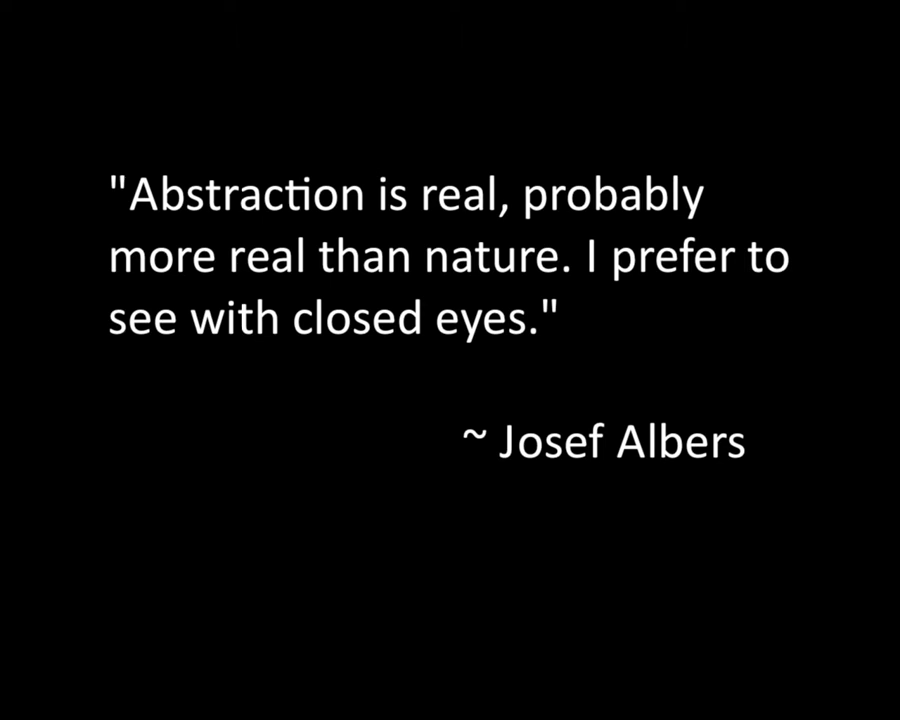 "Abstraction is real, probably
more real than nature. I prefer to
see with closed eyes."
~ Josef Albers